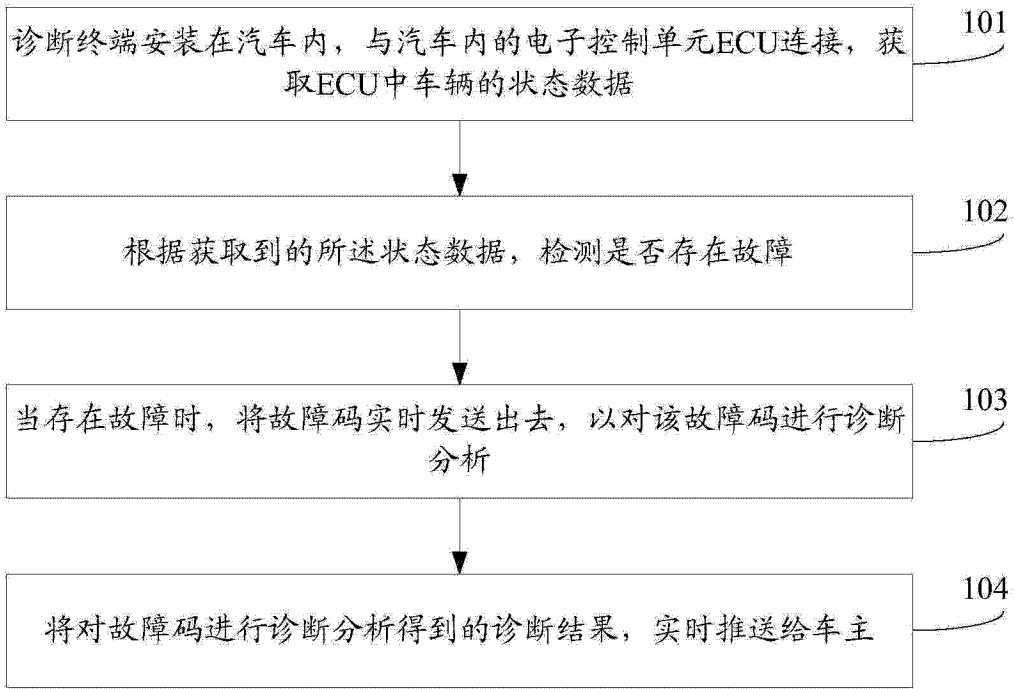 诊断终端安装在汽车内，与汽车内的电子控制单元ECU连接，获
取ECU中车辆的状态数据
101
根据获取到的所述状态数据，检测是否存在故障
102
当存在故障时，将故障码实时发送出去，以对该故障码进行诊断
分析
103
将对故障码进行诊断分析得到的诊断结果，实时推送给车主
104